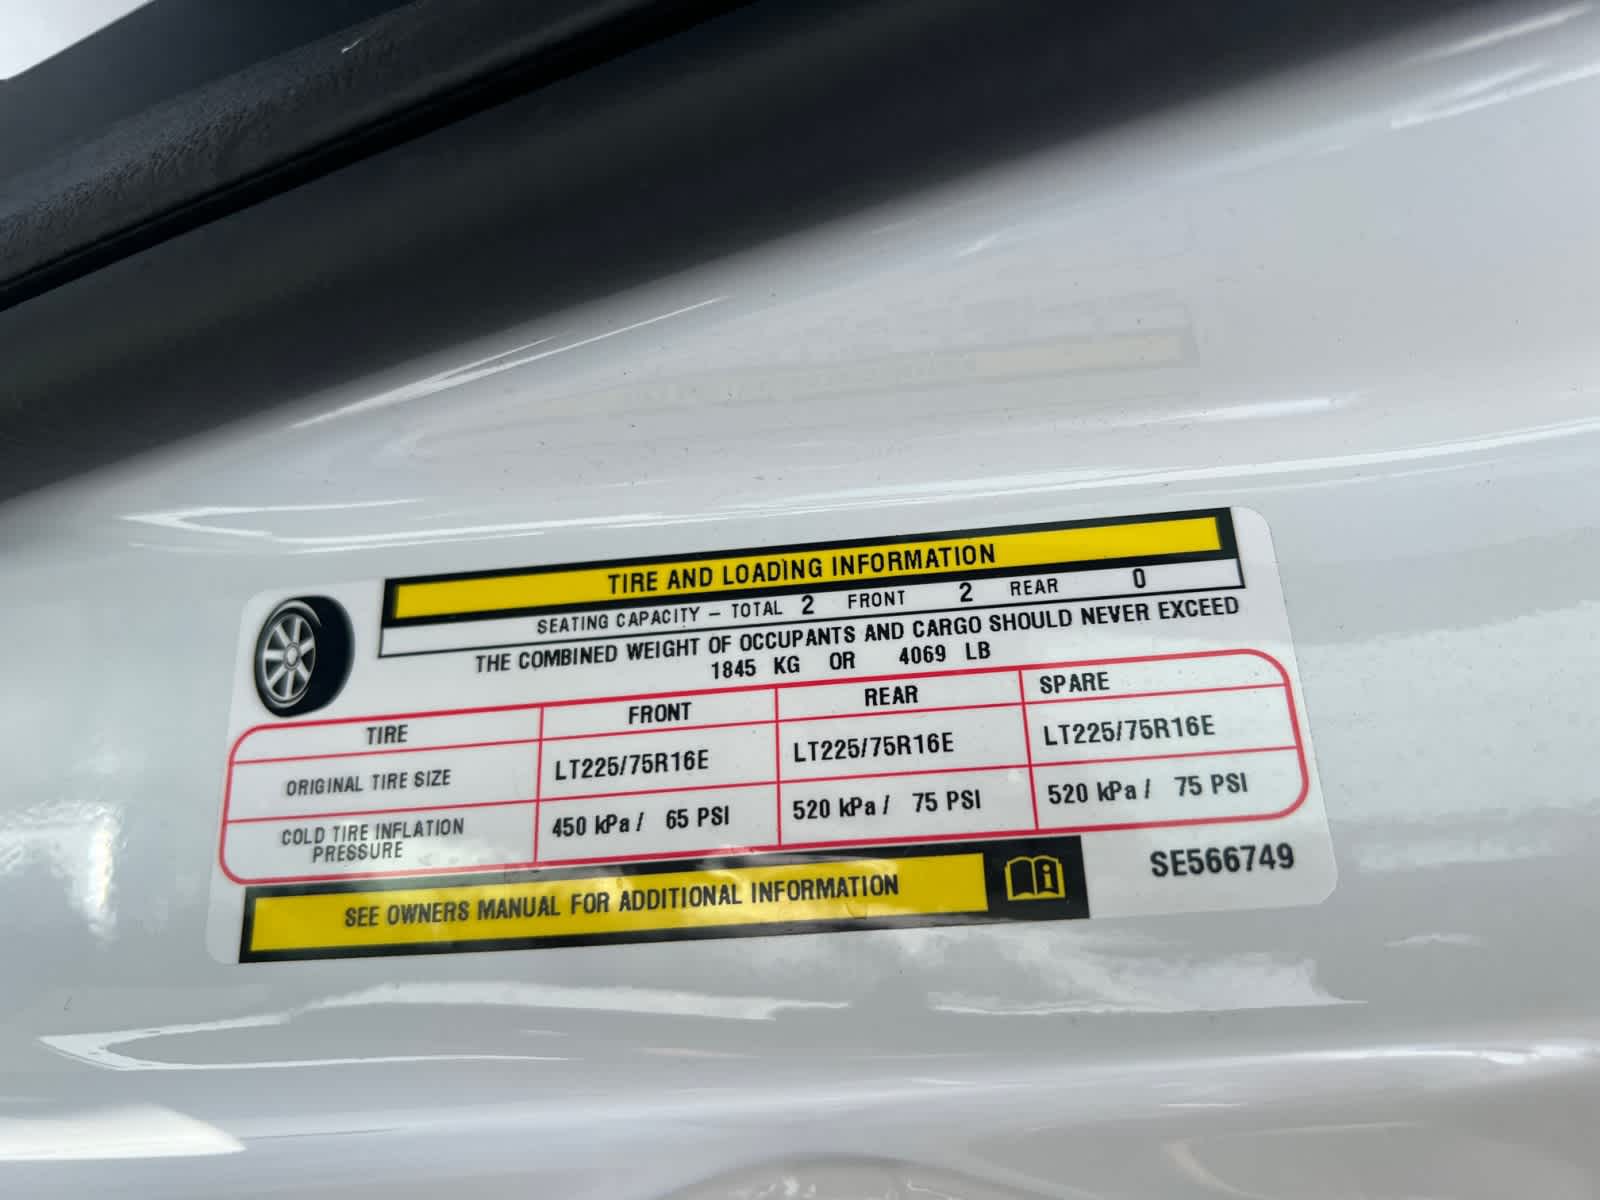 TIRE AND LOADING INFORMATION
SEATING CAPACITY – TOTAL 2 FRONT 2 REAR 0
THE COMBINED WEIGHT OF OCCUPANTS AND CARGO SHOULD NEVER EXCEED
1845 KG OR 4069 LB
TIRE FRONT REAR SPARE
ORIGINAL TIRE SIZE LT225/75R16E LT225/75R16E LT225/75R16E
COLD TIRE INFLATION
PRESSURE 450 kPa / 65 PSI 520 kPa / 75 PSI 520 kPa / 75 PSI
SEE OWNERS MANUAL FOR ADDITIONAL INFORMATION
SE566749